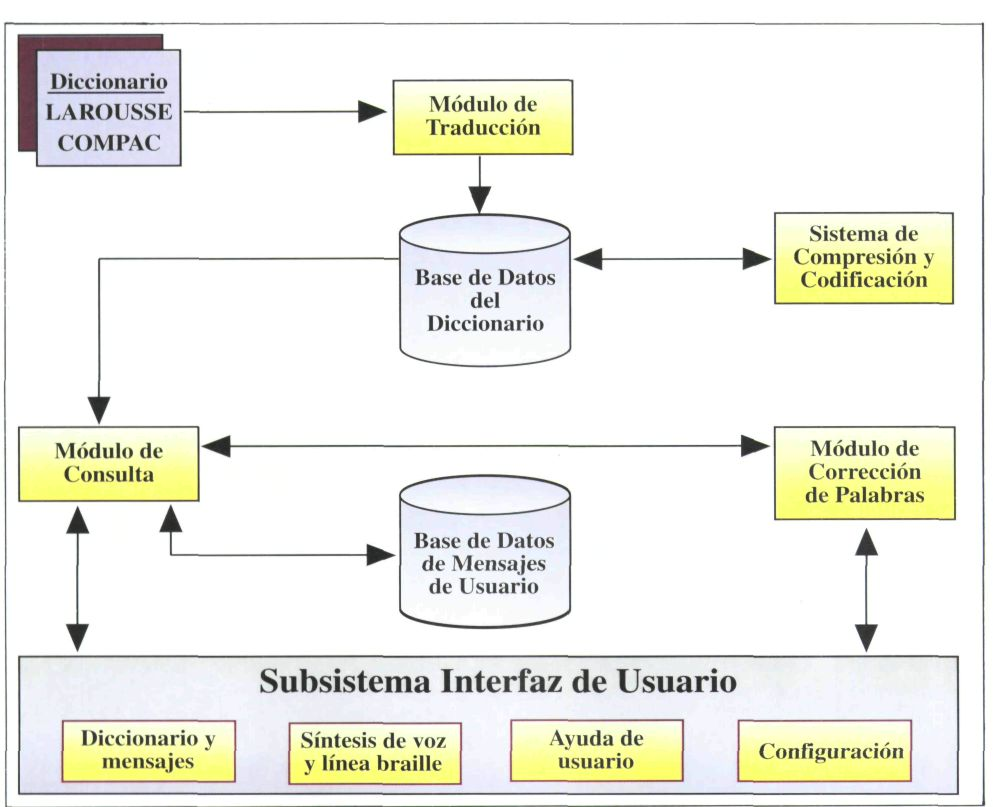 Diccionario
LAROUSSE
COMPAC
Módulo de
Traducción
Base de Datos
del
Diccionario
Sistema de
Compresión y
Codificación
Módulo de
Consulta
Módulo de
Corrección
de Palabras
Base de Datos
de Mensajes
de Usuario
Subsistema Interfaz de Usuario
Diccionario y
mensajes
Síntesis de voz
y línea braille
Ayuda de
usuario
Configuración